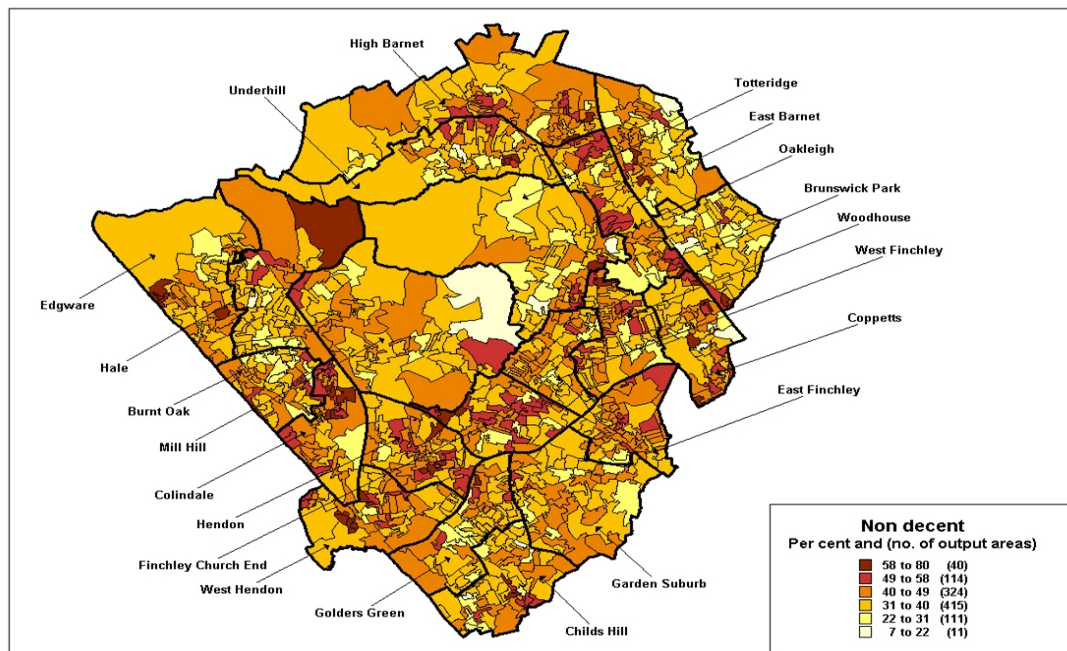 High Barnet
Underhill
Totteridge
East Barnet
Oakleigh
Brunswick Park
Woodhouse
West Finchley
Edgware
Coppetts
Hale
East Finchley
Burnt Oak
Mill Hill
Colindale
Hendon
Finchley Church End
West Hendon
Garden Suburb
Golders Green
Childs Hill
Non decent
Per cent and (no. of output areas)
58 to 80 (40)
49 to 58 (114)
40 to 49 (324)
31 to 40 (415)
22 to 31 (111)
7 to 22 (11)